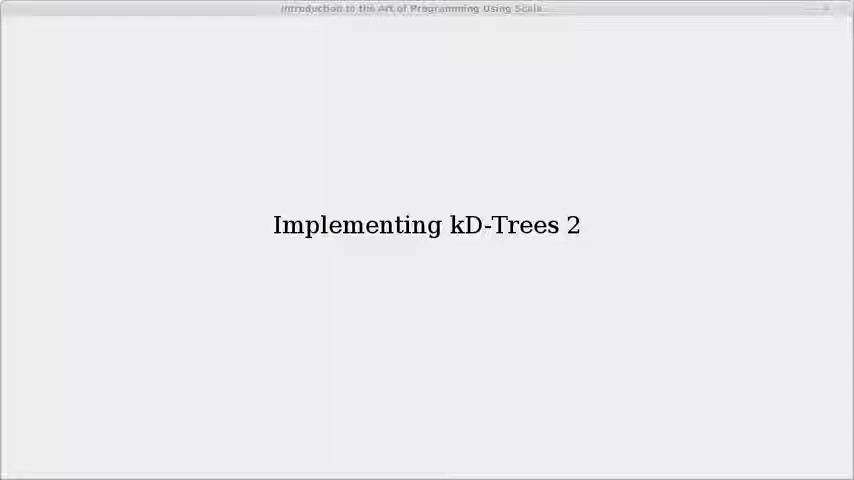 Introduction to the Art of Programming Using Scala
Implementing kD-Trees 2